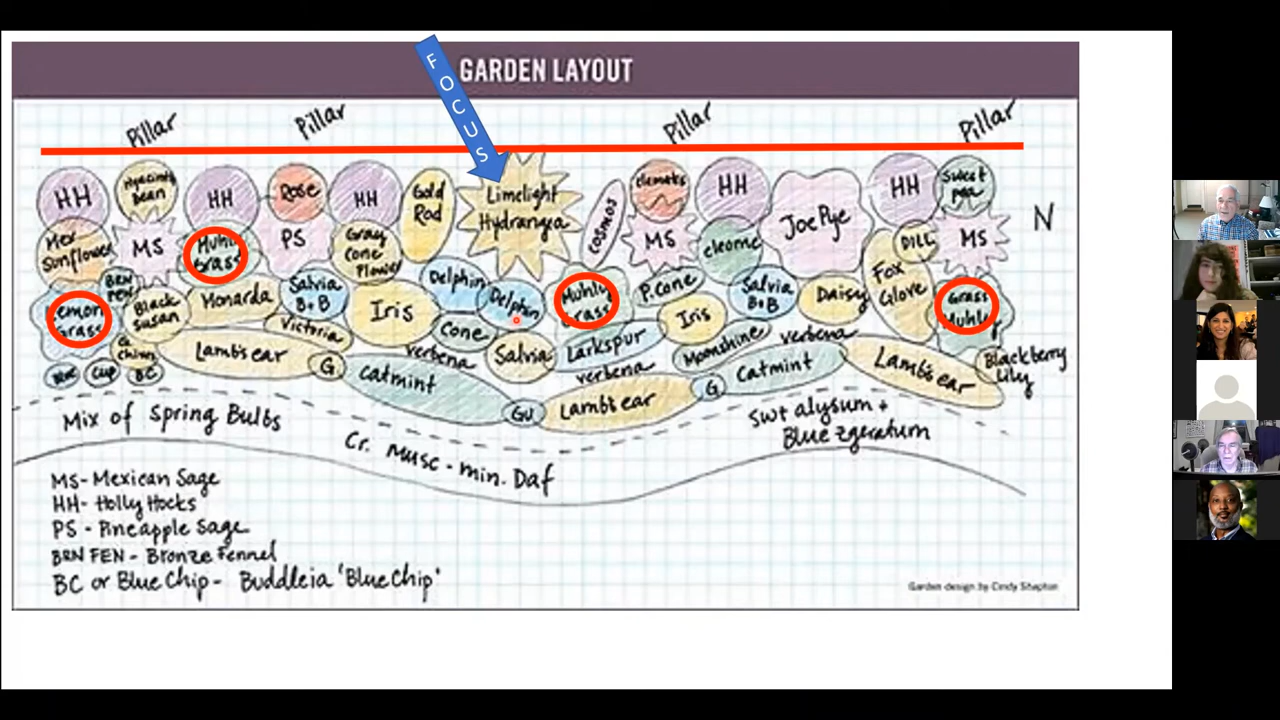 FOCUS
GARDEN LAYOUT
Pillar
Pillar
Pillar
Pillar
HH
Hyacinth
Bean
HH
Rose
HH
Gold
Rod
Limelight
Hydrangea
Cosmos
HH
Joe Pye
HH
Sweet
pea
N
Mex
Sunflower
MS
Muhly
Grass
PS
Gray
Cone
Flower
MS
cleome
DILL
MS
Lemon
Grass
BRN
FEN
Black
Susan
Monarda
Salvia
B+B
Iris
Delphin
Delphin
Muhly
Grass
P. Cone
Iris
Salvia
B+B
Daisy
Fox
Glove
Grass
Muhly
Victoria
Cone
verbena
Salvia
Larkspur
verbena
Moonshine
verbena
Blackberry
Lily
Cup
BC
Lamb's ear
G
Catmint
GU
Lamb's ear
G
Catmint
Lamb's ear
Mix of Spring Bulbs
Cr. Musc - min. Daf
Swt alysum +
Blue Egeratum
MS- Mexican Sage
HH- Holly Hocks
PS - Pineapple Sage
BRN FEN - Bronze Fennel
BC or Blue Chip - Buddleia 'Blue Chip'
Garden design by Cindy Shapton